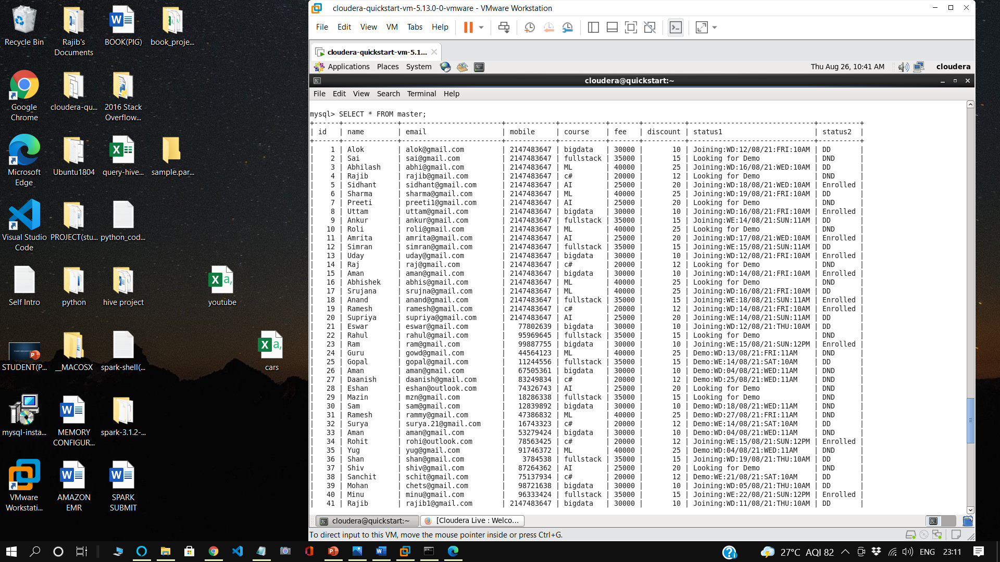 Recycle Bin
Rajib's Documents
BOOK(PIG)
book_proje...
Google Chrome
cloudera-qu...
2016 Stack Overflow...
Microsoft Edge
Ubuntu1804
query-hive...
sample.par...
Visual Studio Code
PROJECT(stu...
python_cod...
Self Intro
python
hive project
youtube
STUDENT(P...
__MACOSX
spark-shell(...
cars
mysql-insta...
MEMORY CONFIGUR...
spark-3.1.2-...
VMware Workstati...
AMAZON EMR
SPARK SUBMIT
cloudera-quickstart-vm-5.13.0-0-vmware - VMware Workstation
File Edit View VM Tabs Help
cloudera-quickstart-vm-5.1...
Applications Places System Thu Aug 26, 10:41 AM cloudera
cloudera@quickstart:~
File Edit View Search Terminal Help
mysql> SELECT * FROM master;
+------+-------------+-------------------------+------------+-----------+-------+----------+------------------------------+----------+
| id | name | email | mobile | course | fee | discount | status1 | status2 |
+------+-------------+-------------------------+------------+-----------+-------+----------+------------------------------+----------+
| 1 | Alok | alok@gmail.com | 2147483647 | bigdata | 30000 | 10 | Joining:WD:12/08/21:FRI:10AM | DD |
| 2 | Sai | sai@gmail.com | 2147483647 | fullstack | 35000 | 15 | Looking for Demo | DND |
| 3 | Abhilash | abhi@gmail.com | 2147483647 | ML | 40000 | 25 | Joining:WD:16/08/21:WED:10AM | DD |
| 4 | Rajib | rajib@gmail.com | 2147483647 | c# | 20000 | 12 | Looking for Demo | DND |
| 5 | Sidhant | sidhant@gmail.com | 2147483647 | AI | 25000 | 20 | Joining:WD:18/08/21:WED:10AM | Enrolled |
| 6 | Sharma | sharma@gmail.com | 2147483647 | ML | 40000 | 25 | Joining:WD:19/08/21:FRI:10AM | DD |
| 7 | Preeti | preeti1@gmail.com | 2147483647 | AI | 25000 | 20 | Looking for Demo | DND |
| 8 | Uttam | uttam@gmail.com | 2147483647 | bigdata | 30000 | 10 | Joining:WD:16/08/21:FRI:10AM | Enrolled |
| 9 | Ankur | ankur@gmail.com | 2147483647 | fullstack | 35000 | 15 | Joining:WE:14/08/21:SUN:11AM | DD |
| 10 | Roli | roli@gmail.com | 2147483647 | ML | 40000 | 25 | Looking for Demo | DND |
| 11 | Amrita | amrita@gmail.com | 2147483647 | AI | 25000 | 20 | Joining:WD:17/08/21:WED:10AM | Enrolled |
| 12 | Simran | simran@gmail.com | 2147483647 | fullstack | 35000 | 15 | Joining:WE:15/08/21:SUN:11AM | DD |
| 13 | Uday | uday@gmail.com | 2147483647 | bigdata | 30000 | 10 | Joining:WD:12/08/21:FRI:10AM | Enrolled |
| 14 | Raj | raj@gmail.com | 2147483647 | c# | 20000 | 12 | Looking for Demo | DND |
| 15 | Aman | aman@gmail.com | 2147483647 | bigdata | 30000 | 10 | Joining:WD:14/08/21:FRI:10AM | Enrolled |
| 16 | Abhishek | abhis@gmail.com | 2147483647 | ML | 40000 | 25 | Looking for Demo | DND |
| 17 | Srujana | srujna@gmail.com | 2147483647 | ML | 40000 | 25 | Joining:WD:16/08/21:FRI:10AM | DD |
| 18 | Anand | anand@gmail.com | 2147483647 | fullstack | 35000 | 15 | Joining:WE:18/08/21:SUN:11AM | Enrolled |
| 19 | Ramesh | ramesh@gmail.com | 2147483647 | c# | 20000 | 12 | Joining:WD:14/08/21:FRI:10AM | Enrolled |
| 20 | Supriya | supriya@gmail.com | 2147483647 | AI | 25000 | 20 | Joining:WE:14/08/21:SUN:11AM | DD |
| 21 | Eswar | eswar@gmail.com | 77802639 | bigdata | 30000 | 10 | Joining:WD:12/08/21:THU:10AM | DD |
| 22 | Rahul | rahul@gmail.com | 95969645 | fullstack | 35000 | 15 | Looking for Demo | DND |
| 23 | Ram | ram@gmail.com | 99887755 | bigdata | 30000 | 10 | Joining:WE:15/08/21:SUN:12PM | Enrolled |
| 24 | Guru | gowd@gmail.com | 44564123 | ML | 40000 | 25 | Demo:WD:13/08/21:FRI:11AM | DND |
| 25 | Gopal | gopal@gmail.com | 11244556 | fullstack | 35000 | 15 | Demo:WE:14/08/21:SAT:10AM | DD |
| 26 | Aman | aman@gmail.com | 67505361 | bigdata | 30000 | 10 | Demo:WD:04/08/21:WED:11AM | DND |
| 27 | Daanish | daanish@gmail.com | 83249834 | c# | 20000 | 12 | Demo:WD:25/08/21:WED:11AM | DND |
| 28 | Eshan | eshan@outlook.com | 74326743 | AI | 25000 | 20 | Looking for Demo | DND |
| 29 | Mazin | mzn@gmail.com | 18286338 | fullstack | 35000 | 15 | Looking for Demo | DND |
| 30 | Sam | sam@gmail.com | 12839892 | bigdata | 30000 | 10 | Demo:WD:18/08/21:WED:11AM | DND |
| 31 | Ramesh | rammy@gmail.com | 47386832 | ML | 40000 | 25 | Demo:WD:27/08/21:FRI:11AM | DND |
| 32 | Surya | surya.21@gmail.com | 16743323 | c# | 20000 | 12 | Demo:WE:14/08/21:SAT:10AM | DD |
| 33 | Aman | aman@gmail.com | 53279424 | bigdata | 30000 | 10 | Demo:WD:04/08/21:WED:11AM | DND |
| 34 | Rohit | rohi@outlook.com | 78563425 | c# | 20000 | 12 | Joining:WE:15/08/21:SUN:12PM | Enrolled |
| 35 | Yug | yug@gmail.com | 91746372 | ML | 40000 | 25 | Demo:WD:04/08/21:WED:11AM | DND |
| 36 | Shan | shan@gmail.com | 3784538 | fullstack | 35000 | 15 | Joining:WD:19/08/21:THU:10AM | DD |
| 37 | Shiv | shiv@gmail.com | 87264362 | AI | 25000 | 20 | Looking for Demo | DND |
| 38 | Sanchit | schit@gmail.com | 75137934 | c# | 20000 | 12 | Demo:WE:21/08/21:SAT:10AM | DD |
| 39 | Mohan | chets@gmail.com | 98721638 | bigdata | 30000 | 10 | Joining:WD:05/08/21:THU:10AM | DD |
| 40 | Minu | minu@gmail.com | 96333424 | fullstack | 35000 | 15 | Joining:WE:22/08/21:SUN:12PM | Enrolled |
| 41 | Rajib | rajib1@gmail.com | 2147483647 | bigdata | 30000 | 10 | Joining:WD:11/08/21:THU:10AM | DD |
cloudera@quickstart:~ [Cloudera Live : Welco...
To direct input to this VM, move the mouse pointer inside or press Ctrl+G.
27°C AQI 82 ENG 23:11